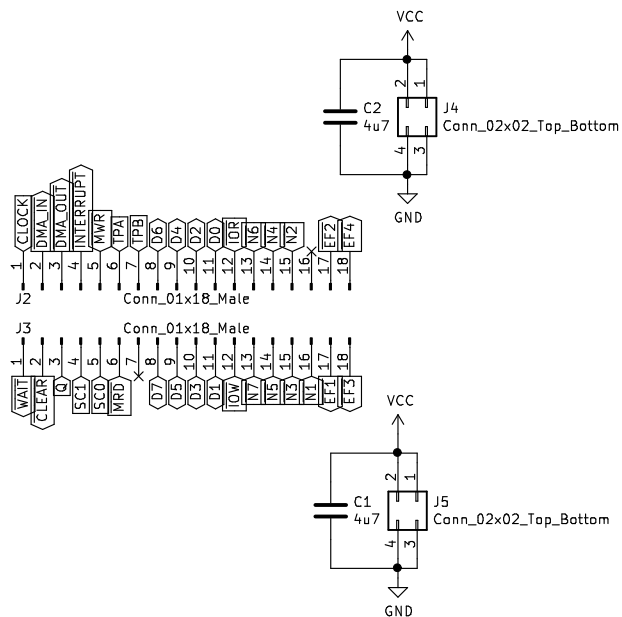 VCC
2 1
C2
4u7
J4
Conn_02x02_Top_Bottom
4 3
GND
CLOCK DMA_IN DMA_OUT INTERRUPT MWR TPA TPB D6 D4 D2 D0 IOR N6 N4 N2 EF2 EF4
1 2 3 4 5 6 7 8 9 10 11 12 13 14 15 16 17 18
J2 Conn_01x18_Male
J3 Conn_01x18_Male
1 2 3 4 5 6 7 8 9 10 11 12 13 14 15 16 17 18
WAIT CLEAR Q SC1 SC0 MRD D7 D5 D3 D1 IOW N7 N5 N3 N1 EF1 EF3
VCC
2 1
C1
4u7
J5
Conn_02x02_Top_Bottom
4 3
GND